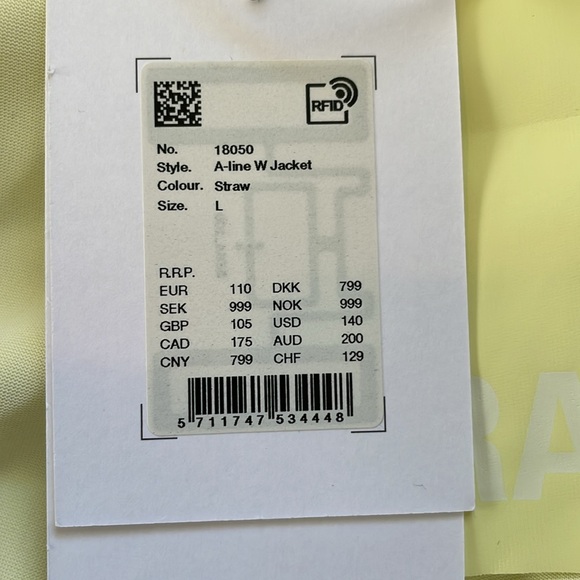 RFID
No. 18050
Style. A-line W Jacket
Colour. Straw
Size. L
R.R.P.
EUR 110 DKK 799
SEK 999 NOK 999
GBP 105 USD 140
CAD 175 AUD 200
CNY 799 CHF 129
5 711747 534448
RA